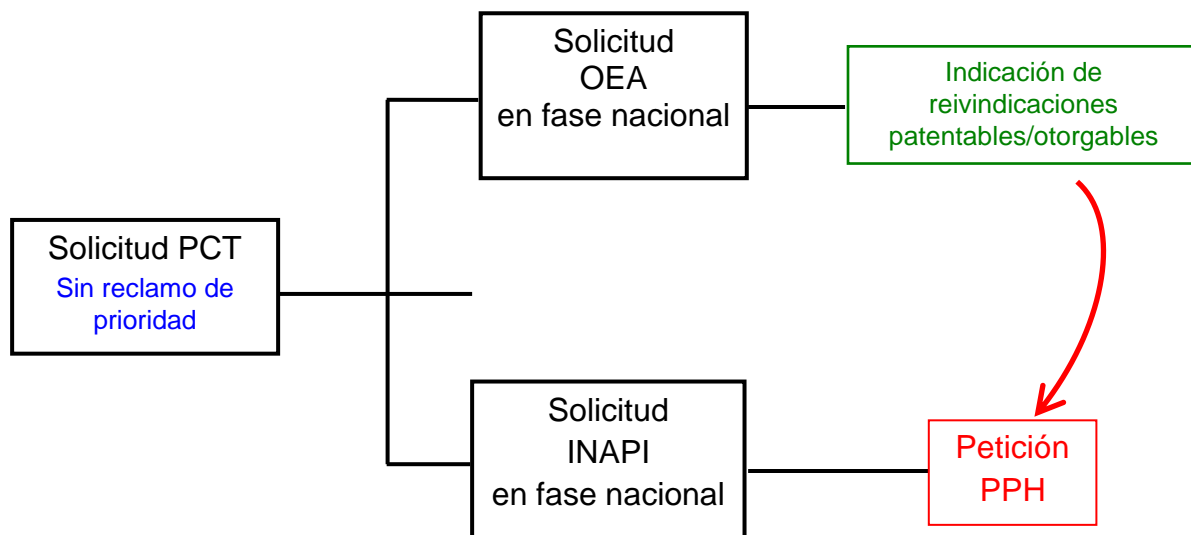 Solicitud
OEA
en fase nacional
Indicación de
reivindicaciones
patentables/otorgables
Solicitud PCT
Sin reclamo de
prioridad
Solicitud
INAPI
en fase nacional
Petición
PPH